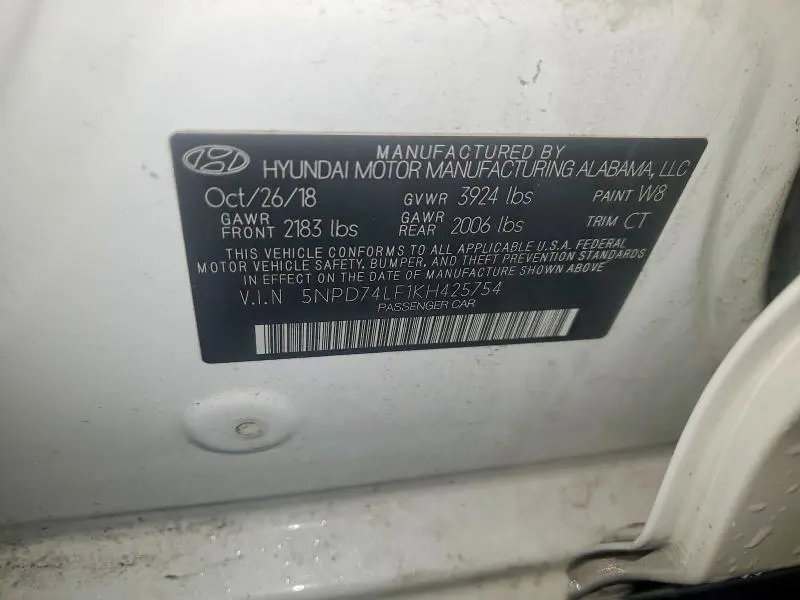 MANUFACTURED BY
HYUNDAI MOTOR MANUFACTURING ALABAMA, LLC
Oct/26/18 GVWR 3924 lbs PAINT W8
GAWR FRONT 2183 lbs GAWR REAR 2006 lbs TRIM CT
THIS VEHICLE CONFORMS TO ALL APPLICABLE U.S.A. FEDERAL
MOTOR VEHICLE SAFETY, BUMPER, AND THEFT PREVENTION STANDARDS
IN EFFECT ON THE DATE OF MANUFACTURE SHOWN ABOVE
V.I.N 5NPD74LF1KH425754
PASSENGER CAR